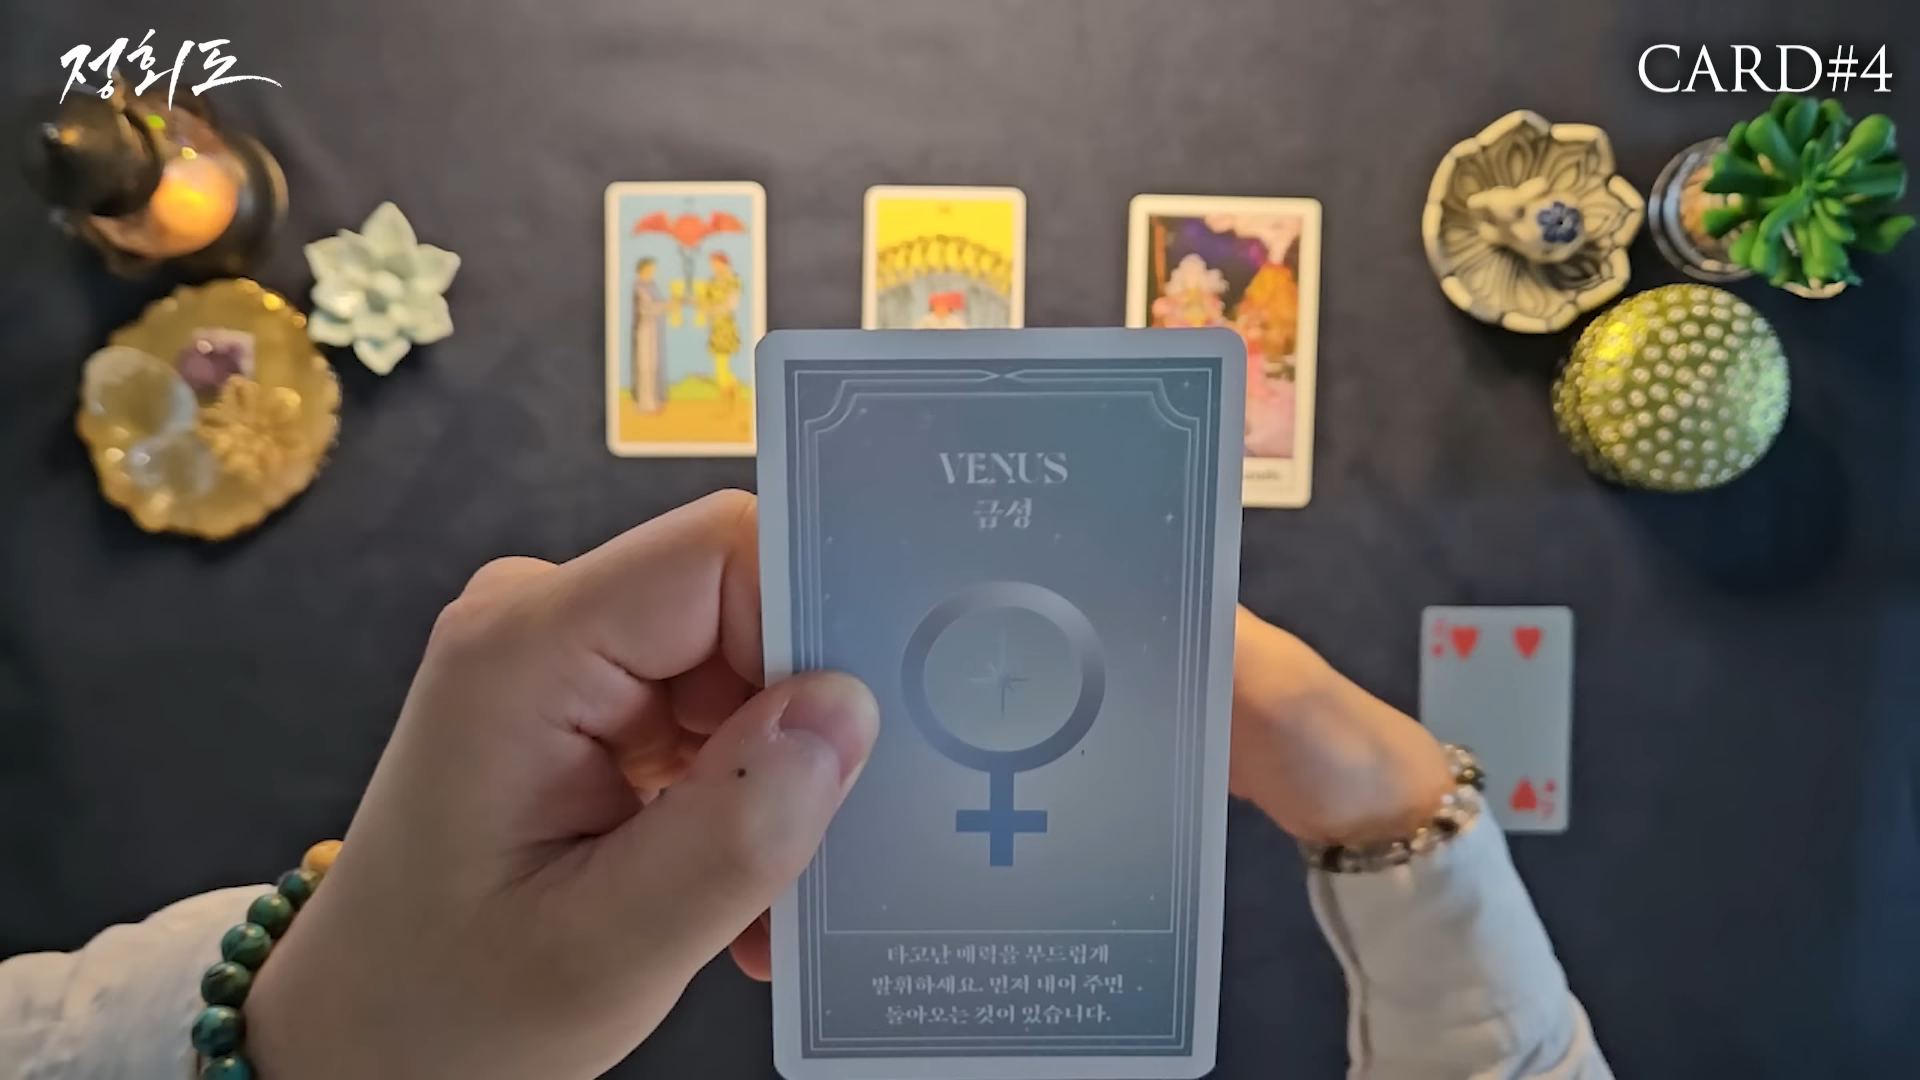 정회도
CARD#4
VENUS
금성
타고난 매력을 부드럽게
발휘하세요. 먼저 내어 주면
돌아오는 것이 있습니다.